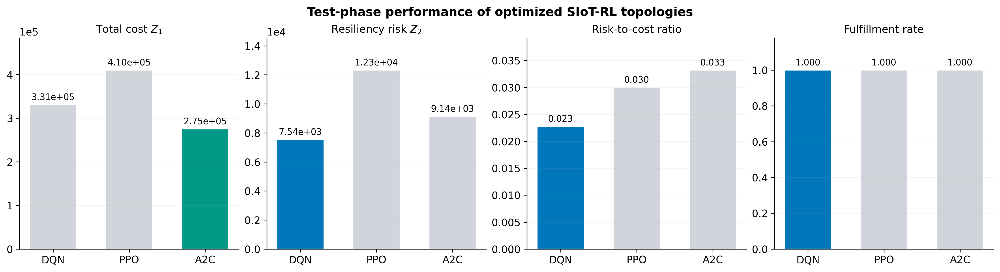 Test-phase performance of optimized SIoT-RL topologies
Total cost Z₁
1e5
4
3
2
1
0
3.31e+05
4.10e+05
2.75e+05
DQN
PPO
A2C
Resiliency risk Z₂
1e4
1.4
1.2
1.0
0.8
0.6
0.4
0.2
0.0
7.54e+03
1.23e+04
9.14e+03
DQN
PPO
A2C
Risk-to-cost ratio
0.035
0.030
0.025
0.020
0.015
0.010
0.005
0.000
0.023
0.030
0.033
DQN
PPO
A2C
Fulfillment rate
1.0
0.8
0.6
0.4
0.2
0.0
1.000
1.000
1.000
DQN
PPO
A2C